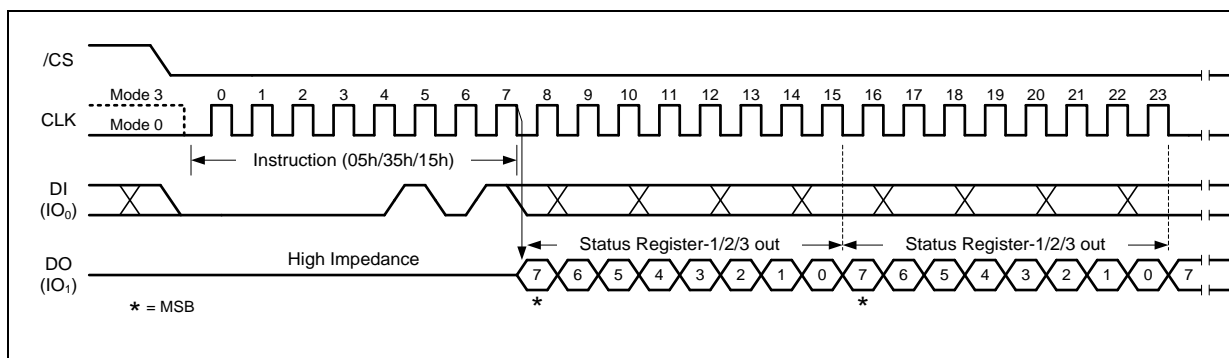 /CS
Mode 3
0 1 2 3 4 5 6 7 8 9 10 11 12 13 14 15 16 17 18 19 20 21 22 23
CLK
Mode 0
Instruction (05h/35h/15h)
DI
(IO₀)
Status Register-1/2/3 out Status Register-1/2/3 out
High Impedance
DO
(IO₁)
7 6 5 4 3 2 1 0 7 6 5 4 3 2 1 0 7
* *
* = MSB